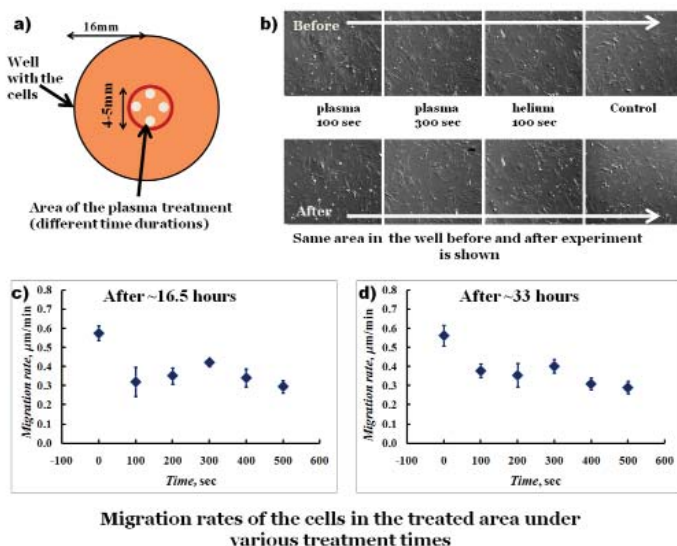 a)
16mm
Well
with the
cells
4-5mm
Area of the plasma treatment
(different time durations)
b)
Before
plasma
100 sec
plasma
300 sec
helium
100 sec
Control
After
Same area in the well before and after experiment
is shown
c)
After ~16.5 hours
Migration rate, µm/min
0.8
0.7
0.6
0.5
0.4
0.3
0.2
0.1
0.0
-100 0 100 200 300 400 500 600
Time, sec
d)
After ~33 hours
Migration rate, µm/min
0.8
0.7
0.6
0.5
0.4
0.3
0.2
0.1
0.0
-100 0 100 200 300 400 500 600
Time, sec
Migration rates of the cells in the treated area under
various treatment times